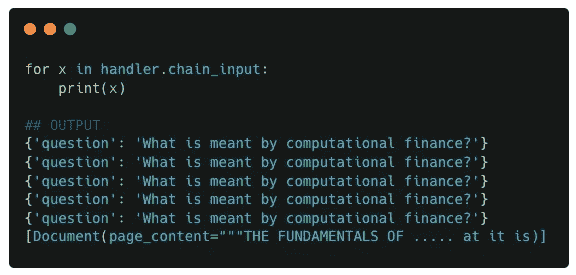 for x in handler.chain_input:
    print(x)
## OUTPUT
{'question': 'What is meant by computational finance?'}
{'question': 'What is meant by computational finance?'}
{'question': 'What is meant by computational finance?'}
{'question': 'What is meant by computational finance?'}
{'question': 'What is meant by computational finance?'}
[Document(page_content="""THE FUNDAMENTALS OF ..... at it is)]